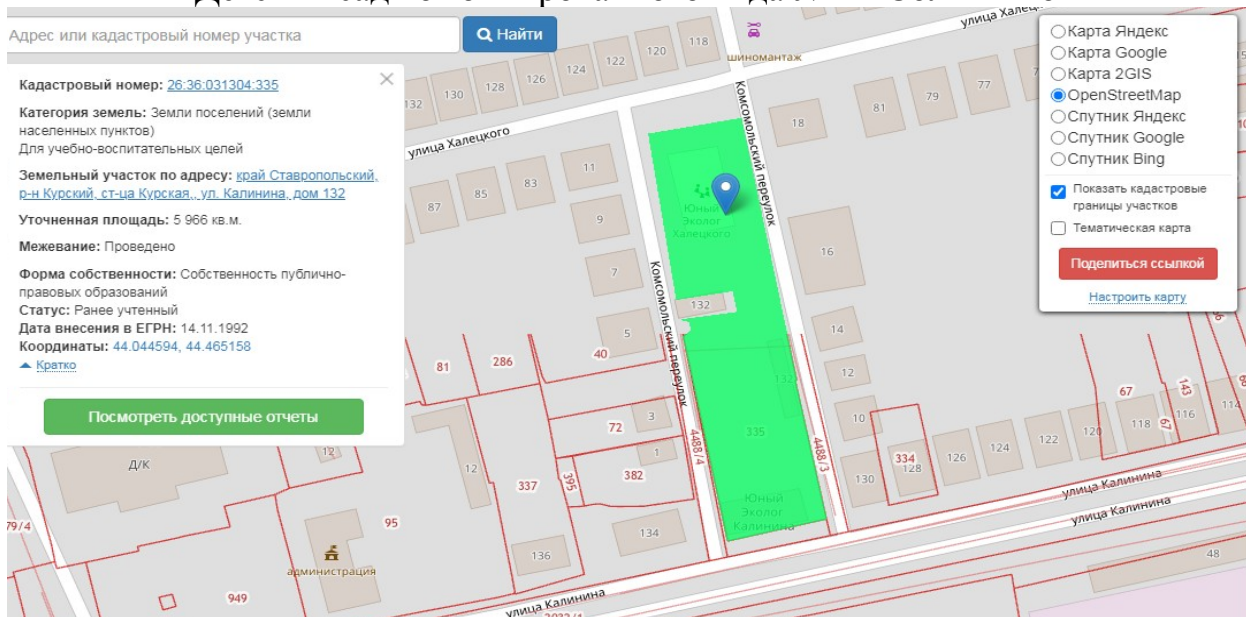 Адрес или кадастровый номер участка
Найти
Кадастровый номер: 26:36:031304:335
Категория земель: Земли поселений (земли
населенных пунктов)
Для учебно-воспитательных целей
Земельный участок по адресу: край Ставропольский,
р-н Курский, ст-ца Курская,, ул. Калинина, дом 132
Уточненная площадь: 5 966 кв.м.
Межевание: Проведено
Форма собственности: Собственность публично-
правовых образований
Статус: Ранее учтенный
Дата внесения в ЕГРН: 14.11.1992
Координаты: 44.044594, 44.465158
Кратко
Посмотреть доступные отчеты
Карта Яндекс
Карта Google
Карта 2GIS
OpenStreetMap
Спутник Яндекс
Спутник Google
Спутник Bing
Показать кадастровые
границы участков
Тематическая карта
Поделиться ссылкой
Настроить карту
шиномонтаж
132
130
128
126
124
122
120
118
улица Халецкого
18
81
79
77
улица Халецкого
87
85
83
11
9
7
5
Комсомольский переулок
Комсомольский переулок
Юный
Эколог
Халецкого
132
16
14
12
10
81
286
40
72
3
1
382
4488/4
4488/3
132
335
Юный
Эколог
Калинина
Д/К
12
12
337
395
134
136
95
администрация
949
79/4
130
334
128
126
124
122
120
118
67
116
114
67
143
улица Калинина
улица Калинина
улица Калинина
48